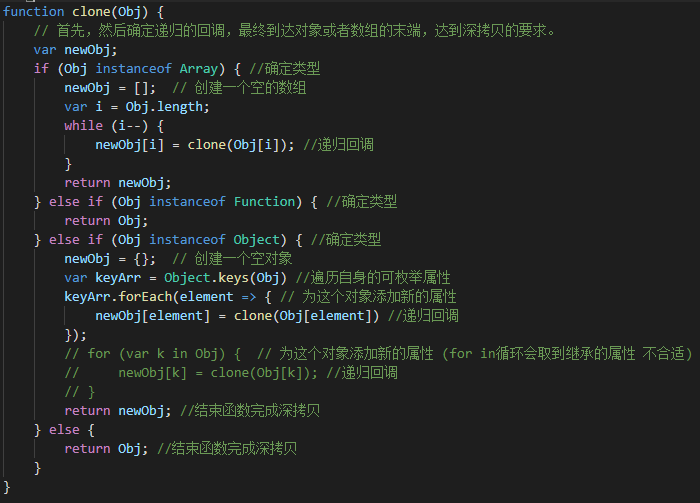 function clone(Obj) {
    // 首先，然后确定递归的回调，最终到达对象或者数组的末端，达到深拷贝的要求。
    var newObj;
    if (Obj instanceof Array) { //确定类型
        newObj = [];  // 创建一个空的数组
        var i = Obj.length;
        while (i--) {
            newObj[i] = clone(Obj[i]); //递归回调
        }
        return newObj;
    } else if (Obj instanceof Function) { //确定类型
        return Obj;
    } else if (Obj instanceof Object) { //确定类型
        newObj = {};  // 创建一个空对象
        var keyArr = Object.keys(Obj) //遍历自身的可枚举属性
        keyArr.forEach(element => { // 为这个对象添加新的属性
            newObj[element] = clone(Obj[element]) //递归回调
        });
        // for (var k in Obj) {  // 为这个对象添加新的属性 (for in循环会取到继承的属性 不合适)
        //     newObj[k] = clone(Obj[k]); //递归回调
        // }
        return newObj; //结束函数完成深拷贝
    } else {
        return Obj; //结束函数完成深拷贝
    }
}